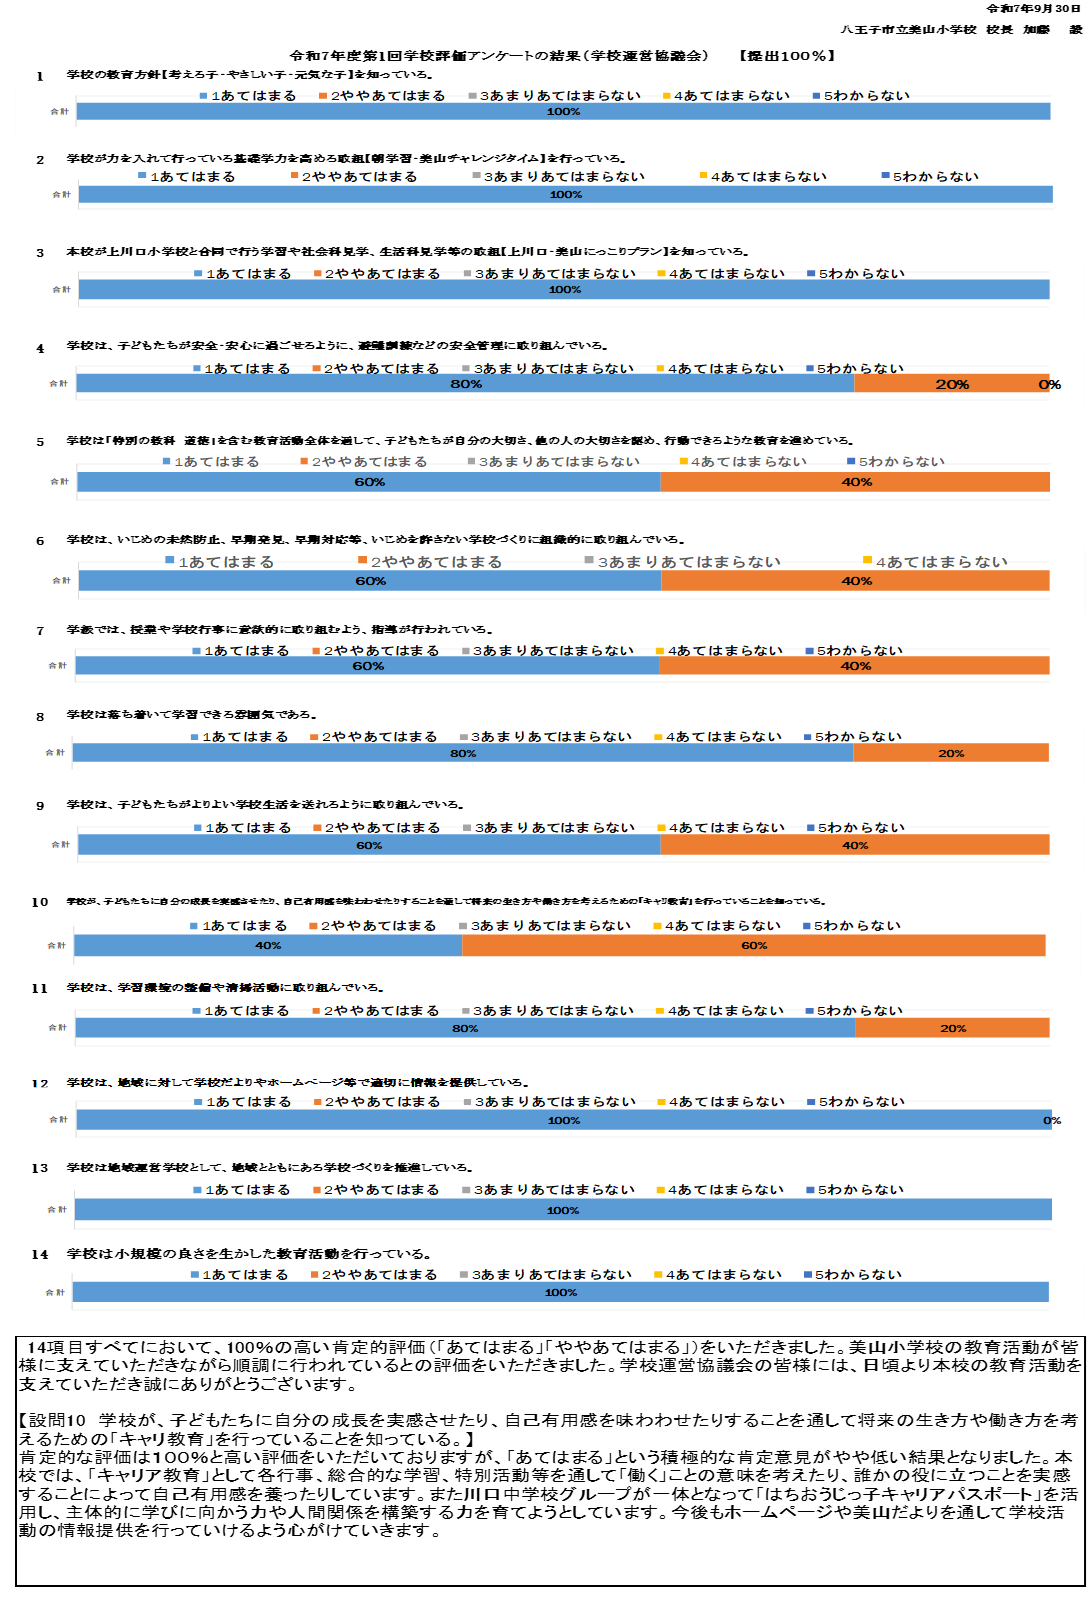 令和7年9月30日
八王子市立美山小学校 校長 加藤 毅
令和7年度第1回学校評価アンケートの結果（学校運営協議会） 【提出100％】
1 学校の教育方針【考える子・やさしい子・元気な子】を知っている。
1あてはまる 2ややあてはまる 3あまりあてはまらない 4あてはまらない 5わからない
合計 100%
2 学校が力を入れて行っている基礎学力を高める取組【朝学習・美山チャレンジタイム】を行っている。
1あてはまる 2ややあてはまる 3あまりあてはまらない 4あてはまらない 5わからない
合計 100%
3 本校が上川口小学校と合同で行う学習や社会科見学、生活科見学等の取組【上川口・美山にっこりプラン】を知っている。
1あてはまる 2ややあてはまる 3あまりあてはまらない 4あてはまらない 5わからない
合計 100%
4 学校は、子どもたちが安全・安心に過ごせるように、避難訓練などの安全管理に取り組んでいる。
1あてはまる 2ややあてはまる 3あまりあてはまらない 4あてはまらない 5わからない
合計 80% 20% 0%
5 学校は「特別の教科 道徳」を含む教育活動全体を通して、子どもたちが自分の大切さ、他の人の大切さを認め、行動できるような教育を進めている。
1あてはまる 2ややあてはまる 3あまりあてはまらない 4あてはまらない 5わからない
合計 60% 40%
6 学校は、いじめの未然防止、早期発見、早期対応等、いじめを許さない学校づくりに組織的に取り組んでいる。
1あてはまる 2ややあてはまる 3あまりあてはまらない 4あてはまらない
合計 60% 40%
7 学級では、授業や学校行事に意欲的に取り組むよう、指導が行われている。
1あてはまる 2ややあてはまる 3あまりあてはまらない 4あてはまらない 5わからない
合計 60% 40%
8 学校は落ち着いて学習できる雰囲気である。
1あてはまる 2ややあてはまる 3あまりあてはまらない 4あてはまらない 5わからない
合計 80% 20%
9 学校は、子どもたちがよりよい学校生活を送れるように取り組んでいる。
1あてはまる 2ややあてはまる 3あまりあてはまらない 4あてはまらない 5わからない
合計 60% 40%
10 学校が、子どもたちに自分の成長を実感させたり、自己有用感を味わわせたりすることを通して将来の生き方や働き方を考えるための「キャリ教育」を行っていることを知っている。
1あてはまる 2ややあてはまる 3あまりあてはまらない 4あてはまらない 5わからない
合計 40% 60%
11 学校は、学習環境の整備や清掃活動に取り組んでいる。
1あてはまる 2ややあてはまる 3あまりあてはまらない 4あてはまらない 5わからない
合計 80% 20%
12 学校は、地域に対して学校だよりやホームページ等で適切に情報を提供している。
1あてはまる 2ややあてはまる 3あまりあてはまらない 4あてはまらない 5わからない
合計 100% 0%
13 学校は地域運営学校として、地域とともにある学校づくりを推進している。
1あてはまる 2ややあてはまる 3あまりあてはまらない 4あてはまらない 5わからない
合計 100%
14 学校は小規模の良さを生かした教育活動を行っている。
1あてはまる 2ややあてはまる 3あまりあてはまらない 4あてはまらない 5わからない
合計 100%
14項目すべてにおいて、100％の高い肯定的評価（「あてはまる」「ややあてはまる」）をいただきました。美山小学校の教育活動が皆
様に支えていただきながら順調に行われているとの評価をいただきました。学校運営協議会の皆様には、日頃より本校の教育活動を
支えていただき誠にありがとうございます。
【設問10 学校が、子どもたちに自分の成長を実感させたり、自己有用感を味わわせたりすることを通して将来の生き方や働き方を考
えるための「キャリ教育」を行っていることを知っている。】
肯定的な評価は１００％と高い評価をいただいておりますが、「あてはまる」という積極的な肯定意見がやや低い結果となりました。本
校では、「キャリア教育」として各行事、総合的な学習、特別活動等を通して「働く」ことの意味を考えたり、誰かの役に立つことを実感
することによって自己有用感を養ったりしています。また川口中学校グループが一体となって「はちおうじっ子キャリアパスポート」を活
用し、主体的に学びに向かう力や人間関係を構築する力を育てようとしています。今後もホームページや美山だよりを通して学校活
動の情報提供を行っていけるよう心がけていきます。